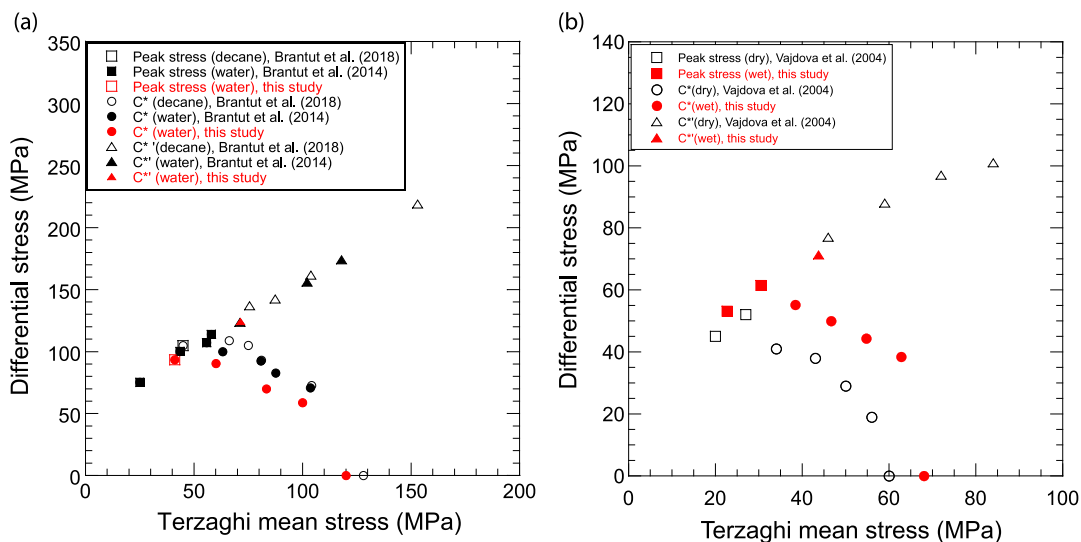 (a)
350
300
250
200
150
100
50
0
Differential stress (MPa)
Peak stress (decane), Brantut et al. (2018)
Peak stress (water), Brantut et al. (2014)
Peak stress (water), this study
C* (decane), Brantut et al. (2018)
C* (water), Brantut et al. (2014)
C* (water), this study
C*'(decane), Brantut et al. (2018)
C*' (water), Brantut et al. (2014)
C*' (water), this study
0 50 100 150 200
Terzaghi mean stress (MPa)
(b)
140
120
100
80
60
40
20
0
Differential stress (MPa)
Peak stress (dry), Vajdova et al. (2004)
Peak stress (wet), this study
C*(dry), Vajdova et al. (2004)
C*(wet), this study
C*'(dry), Vajdova et al. (2004)
C*'(wet), this study
0 20 40 60 80 100
Terzaghi mean stress (MPa)